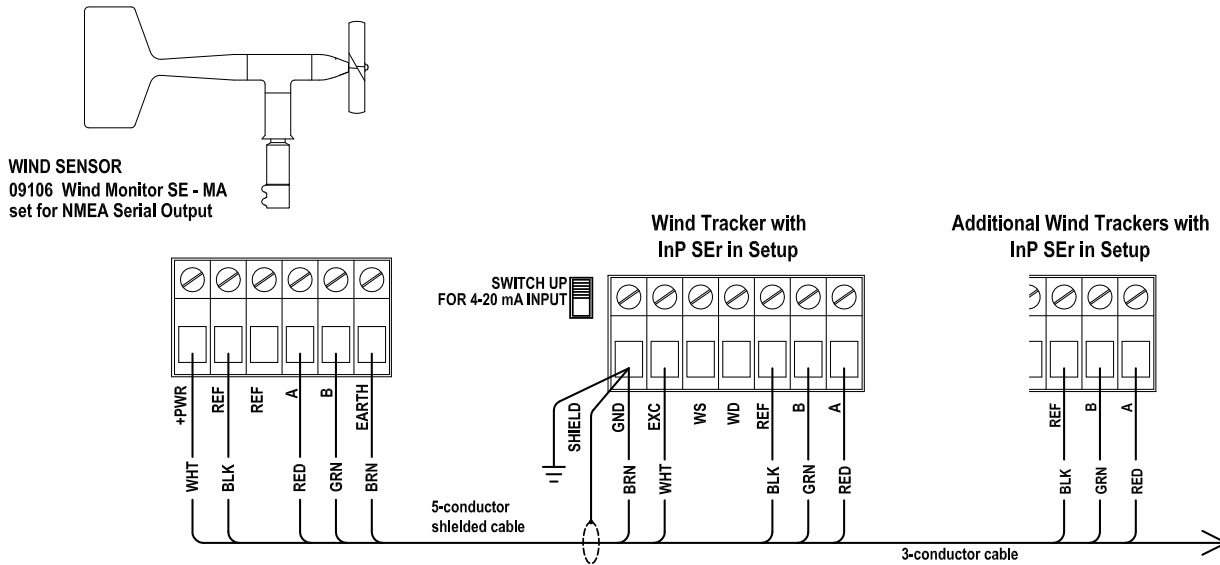 WIND SENSOR
09106 Wind Monitor SE - MA
set for NMEA Serial Output
Wind Tracker with
InP SEr in Setup
Additional Wind Trackers with
InP SEr in Setup
SWITCH UP
FOR 4-20 mA INPUT
+PWR
REF
REF
A
B
EARTH
SHIELD
GND
EXC
WS
WD
REF
B
A
REF
B
A
WHT
BLK
RED
GRN
BRN
BRN
WHT
BLK
GRN
RED
BLK
GRN
RED
5-conductor
shielded cable
3-conductor cable